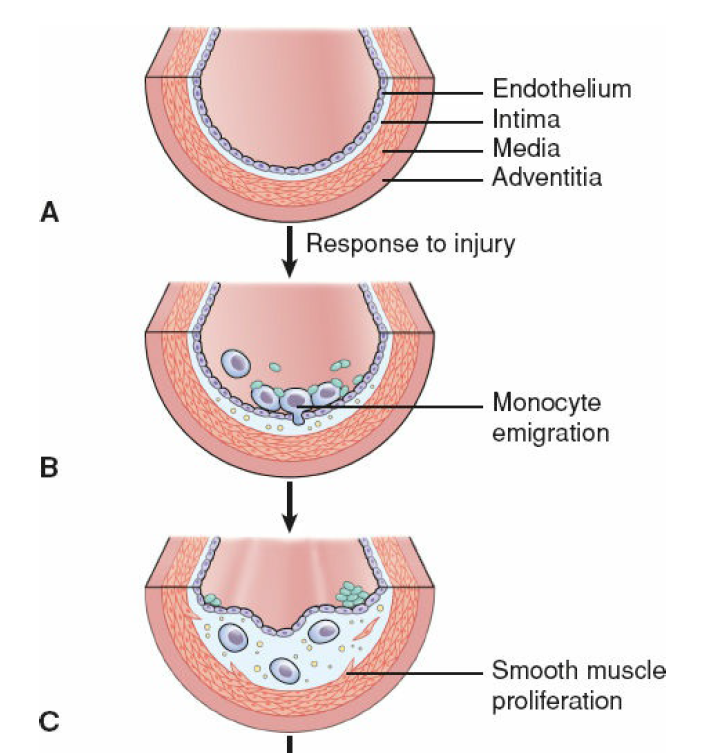 Endothelium
Intima
Media
Adventitia
A
Response to injury
Monocyte
emigration
B
Smooth muscle
proliferation
C